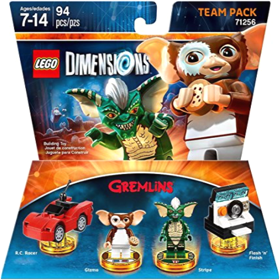 Ages/edades
7-14
94
pcs/pzs
TEAM PACK
71256
LEGO DIMENSIONS
Building Toy
Jouet de construction
Juguete para Construir
GREMLINS
R.C. Racer
Gizmo
Stripe
Flash 'n' Finish